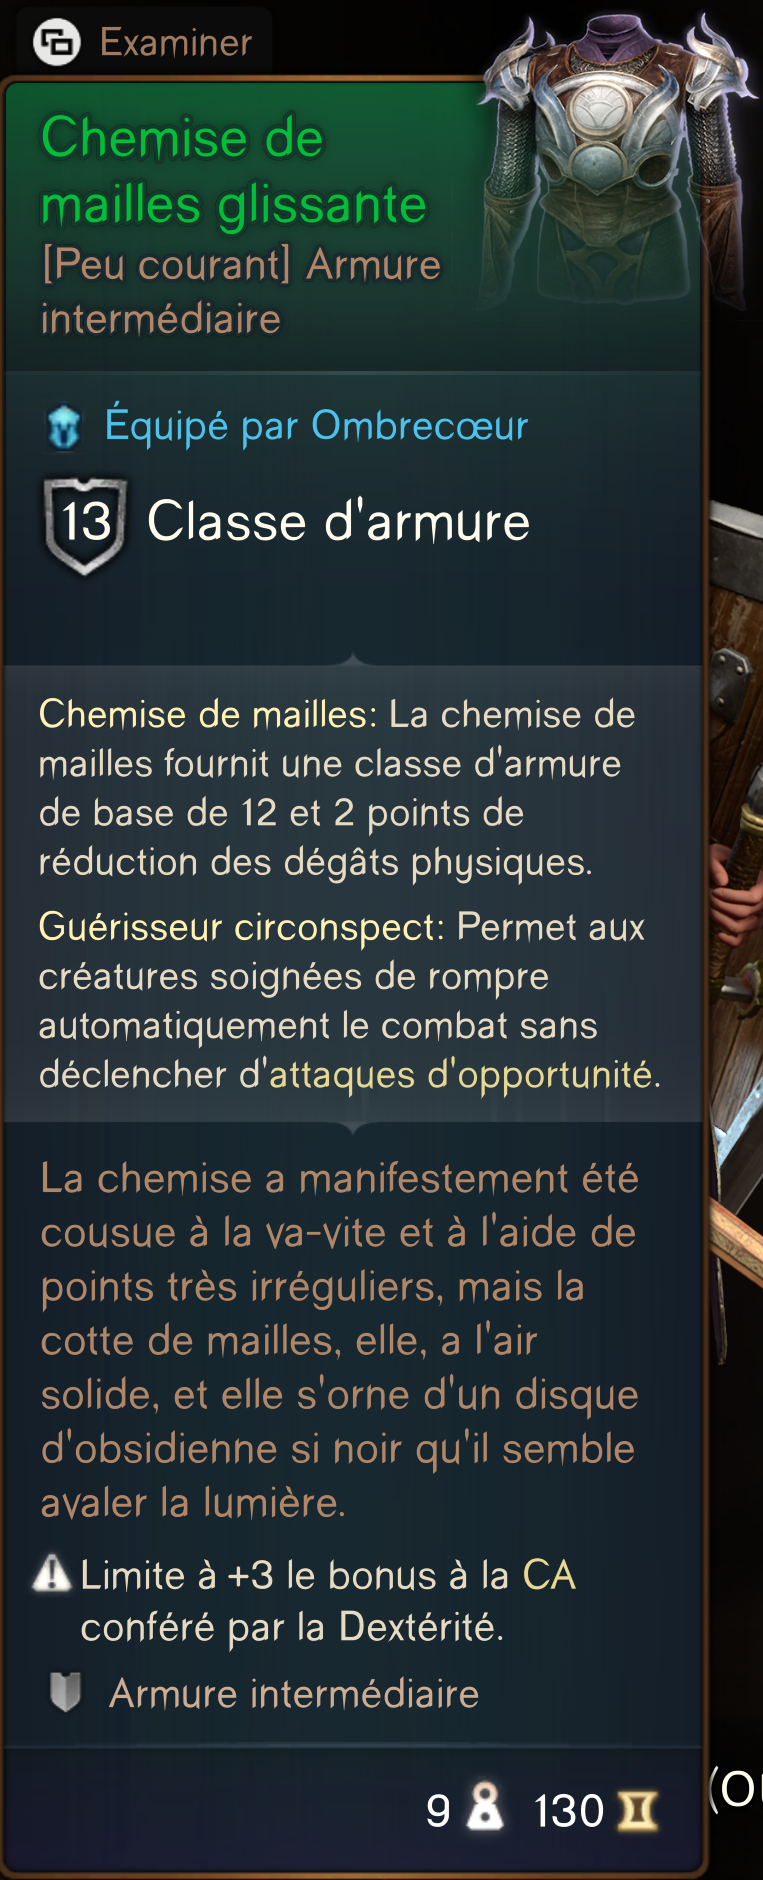 Examiner
Chemise de
mailles glissante
[Peu courant] Armure
intermédiaire
Équipé par Ombrecœur
13 Classe d'armure
Chemise de mailles: La chemise de
mailles fournit une classe d'armure
de base de 12 et 2 points de
réduction des dégâts physiques.
Guérisseur circonspect: Permet aux
créatures soignées de rompre
automatiquement le combat sans
déclencher d'attaques d'opportunité.
La chemise a manifestement été
cousue à la va-vite et à l'aide de
points très irréguliers, mais la
cotte de mailles, elle, a l'air
solide, et elle s'orne d'un disque
d'obsidienne si noir qu'il semble
avaler la lumière.
Limite à +3 le bonus à la CA
conféré par la Dextérité.
Armure intermédiaire
9 130